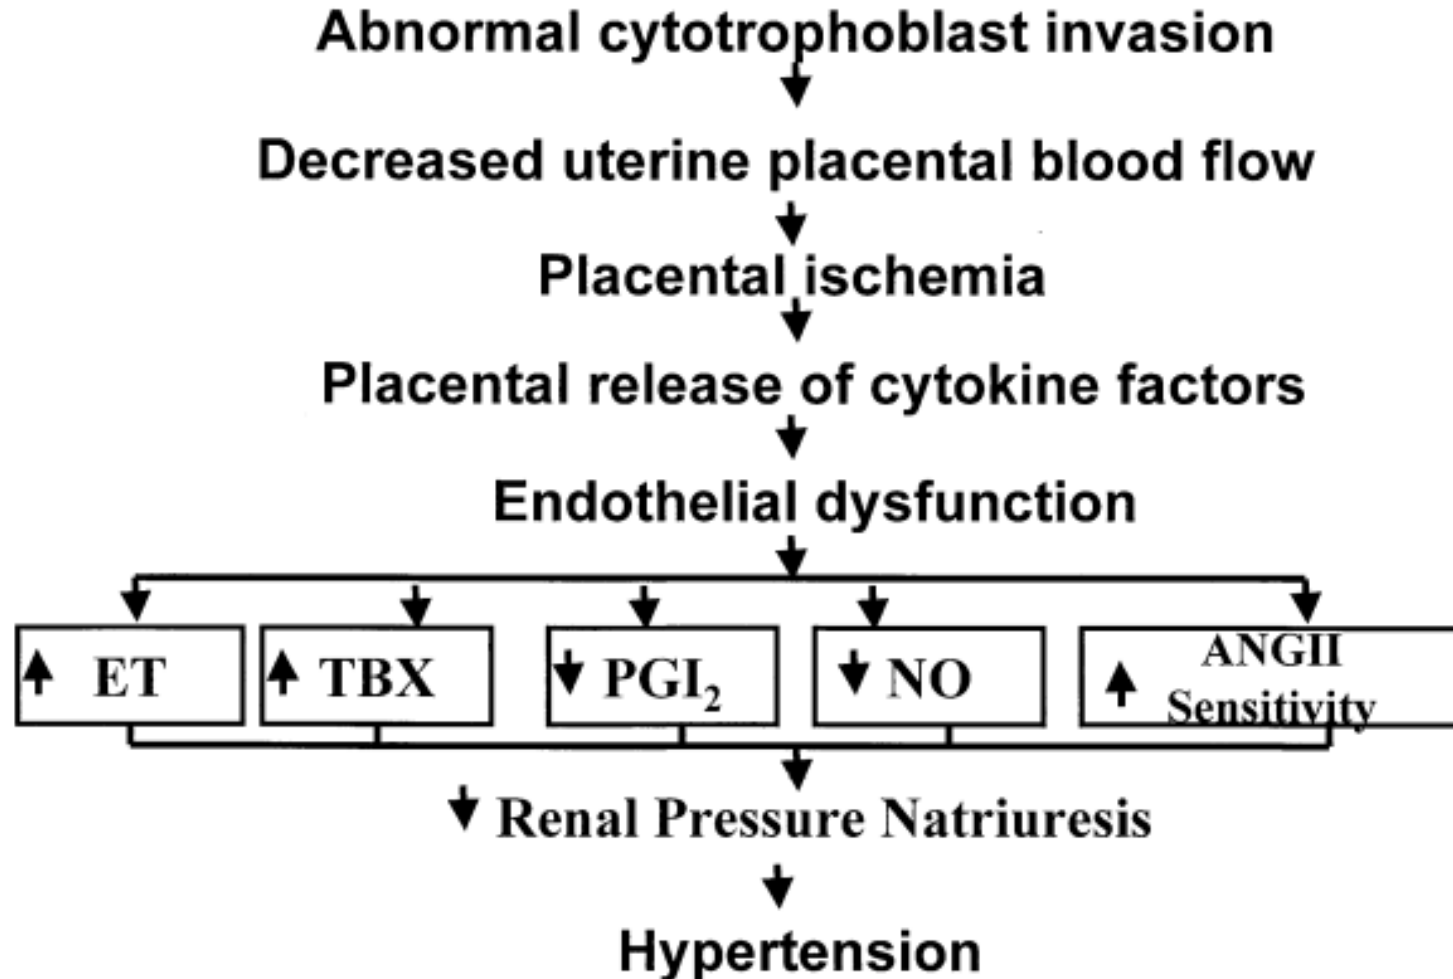 Abnormal cytotrophoblast invasion
Decreased uterine placental blood flow
Placental ischemia
Placental release of cytokine factors
Endothelial dysfunction
ET
TBX
PGI₂
NO
ANGII
Sensitivity
Renal Pressure Natriuresis
Hypertension